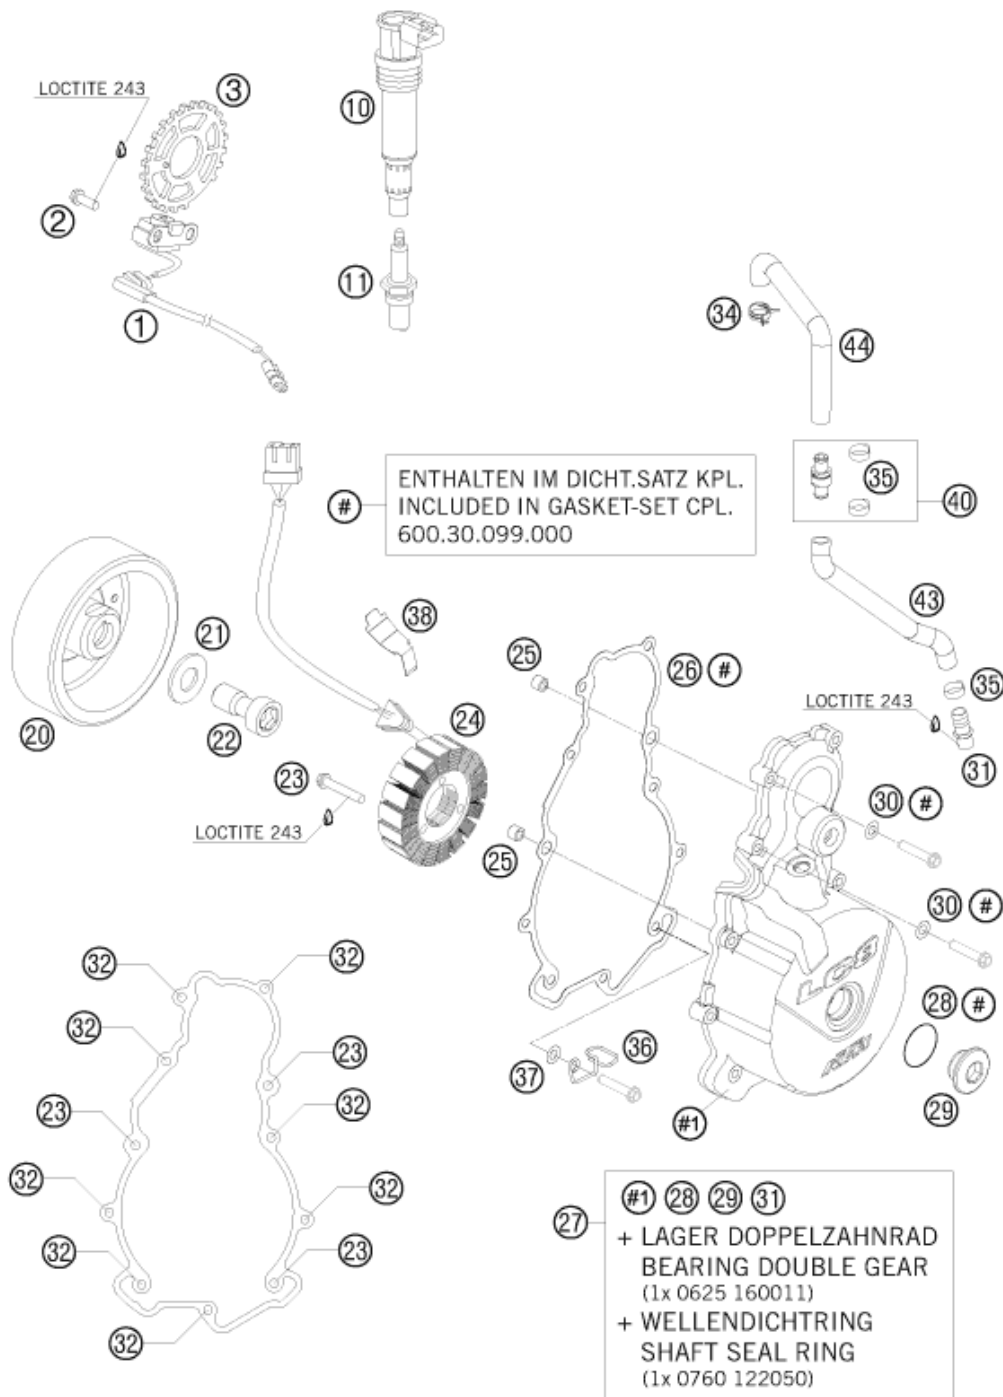 LOCTITE 243
3
10
2
11
1
34
44
ENTHALTEN IM DICHT.SATZ KPL.
# INCLUDED IN GASKET-SET CPL.
600.30.099.000
35
40
43
38
21
25
26 #
35
LOCTITE 243
31
20
22
24
23
30 #
LOCTITE 243
25
30 #
32
32
LC8
28 #
32
23
36
37
KTM
23
32
29
#1
32
32
27
#1 28 29 31
+ LAGER DOPPELZAHNRAD
BEARING DOUBLE GEAR
(1x 0625 160011)
+ WELLENDICHTRING
SHAFT SEAL RING
(1x 0760 122050)
32
23
32